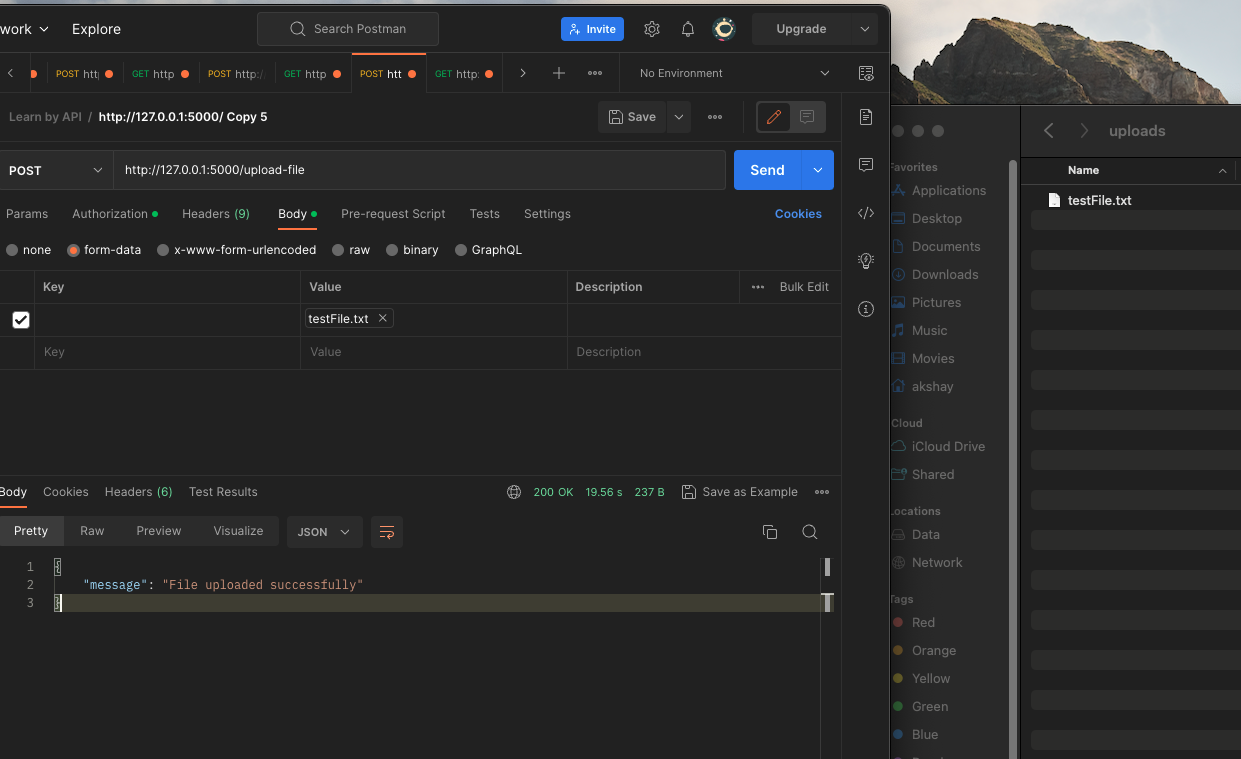 work Explore Search Postman Invite Upgrade
POST htt GET http POST http:/ GET http POST htt GET http: No Environment
Learn by API / http://127.0.0.1:5000/ Copy 5 Save
POST http://127.0.0.1:5000/upload-file Send
Params Authorization Headers (9) Body Pre-request Script Tests Settings Cookies
none form-data x-www-form-urlencoded raw binary GraphQL
Key Value Description Bulk Edit
testFile.txt
Key Value Description
Body Cookies Headers (6) Test Results 200 OK 19.56 s 237 B Save as Example
Pretty Raw Preview Visualize JSON
1 {
2 "message": "File uploaded successfully"
3 }
uploads
Favorites
Applications
Desktop
Documents
Downloads
Pictures
Music
Movies
akshay
Cloud
iCloud Drive
Shared
Locations
Data
Network
Tags
Red
Orange
Yellow
Green
Blue
Name
testFile.txt